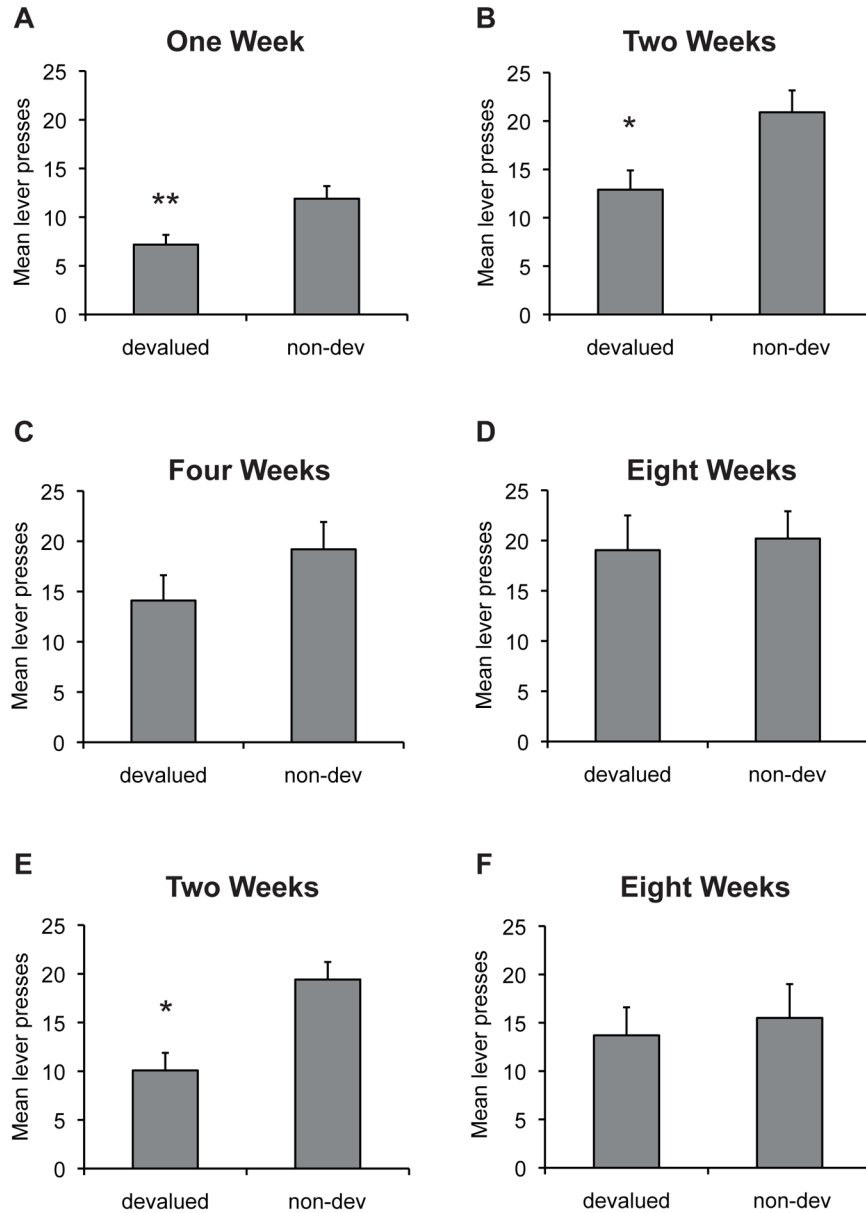 A
One Week
Mean lever presses
25
20
15
10
5
0
**
devalued
non-dev
B
Two Weeks
Mean lever presses
25
20
15
10
5
0
*
devalued
non-dev
C
Four Weeks
Mean lever presses
25
20
15
10
5
0
devalued
non-dev
D
Eight Weeks
Mean lever presses
25
20
15
10
5
0
devalued
non-dev
E
Two Weeks
Mean lever presses
25
20
15
10
5
0
*
devalued
non-dev
F
Eight Weeks
Mean lever presses
25
20
15
10
5
0
devalued
non-dev